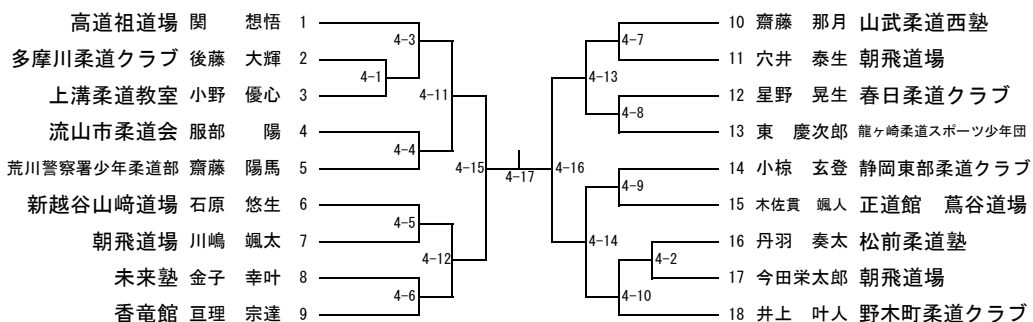 高道祖道場 関 想悟 1
多摩川柔道クラブ 後藤 大輝 2
上溝柔道教室 小野 優心 3
流山市柔道会 服部 陽 4
荒川警察署少年柔道部 齋藤 陽馬 5
新越谷山﨑道場 石原 悠生 6
朝飛道場 川嶋 颯太 7
未来塾 金子 幸叶 8
香竜館 亘理 宗達 9
4-3
4-1
4-11
4-4
4-15
4-5
4-12
4-6
4-17
4-7
4-13
4-8
4-16
4-9
4-14
4-2
4-10
10 齋藤 那月 山武柔道西塾
11 穴井 泰生 朝飛道場
12 星野 晃生 春日柔道クラブ
13 東 慶次郎 龍ヶ崎柔道スポーツ少年団
14 小椋 玄登 静岡東部柔道クラブ
15 木佐貫 颯人 正道館 蔦谷道場
16 丹羽 奏太 松前柔道塾
17 今田栄太郎 朝飛道場
18 井上 叶人 野木町柔道クラブ